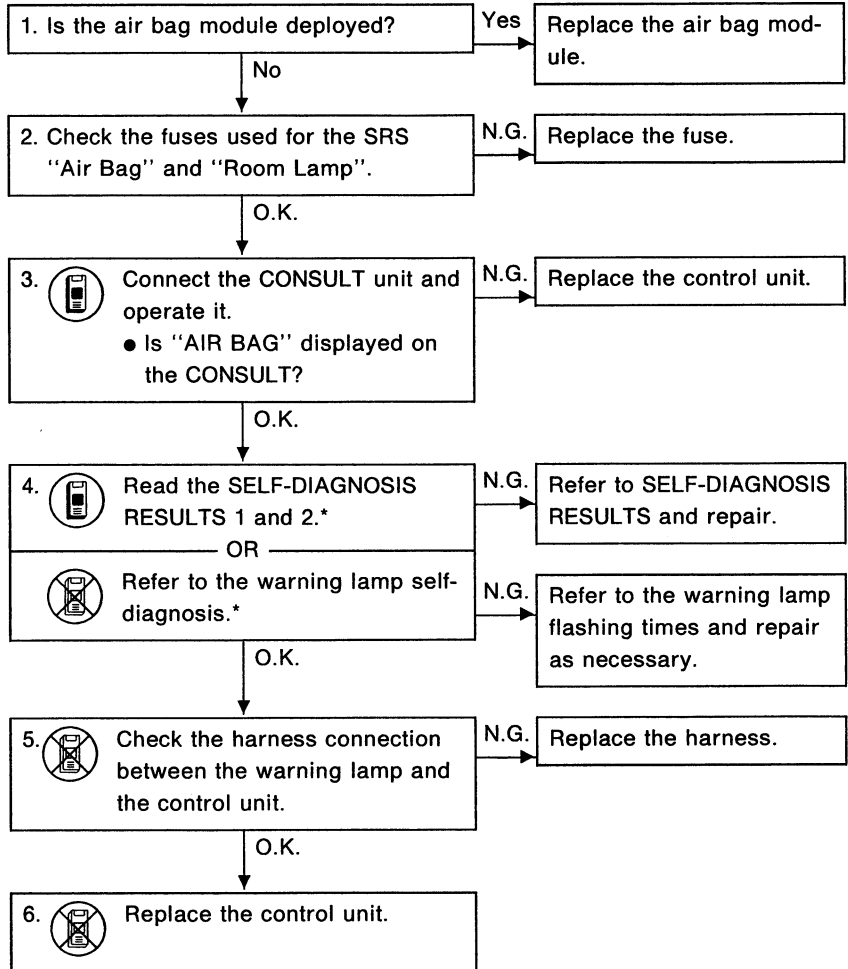 1. Is the air bag module deployed?
Yes
Replace the air bag mod-
ule.
No
2. Check the fuses used for the SRS
''Air Bag'' and ''Room Lamp''.
N.G.
Replace the fuse.
O.K.
3. Connect the CONSULT unit and
operate it.
● Is ''AIR BAG'' displayed on
the CONSULT?
N.G.
Replace the control unit.
O.K.
4. Read the SELF-DIAGNOSIS
RESULTS 1 and 2.*
N.G.
Refer to SELF-DIAGNOSIS
RESULTS and repair.
OR
Refer to the warning lamp self-
diagnosis.*
N.G.
Refer to the warning lamp
flashing times and repair
as necessary.
O.K.
5. Check the harness connection
between the warning lamp and
the control unit.
N.G.
Replace the harness.
O.K.
6. Replace the control unit.